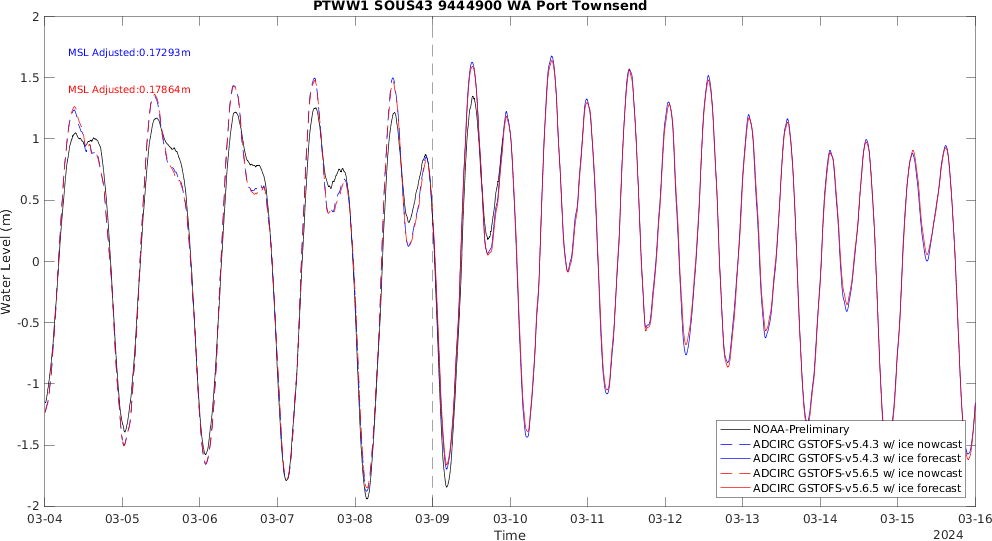 PTWW1 SOUS43 9444900 WA Port Townsend
2
1.5
1
0.5
0
-0.5
-1
-1.5
-2
Water Level (m)
MSL Adjusted:0.17293m
MSL Adjusted:0.17864m
NOAA-Preliminary
ADCIRC GSTOFS-v5.4.3 w/ ice nowcast
ADCIRC GSTOFS-v5.4.3 w/ ice forecast
ADCIRC GSTOFS-v5.6.5 w/ ice nowcast
ADCIRC GSTOFS-v5.6.5 w/ ice forecast
03-04 03-05 03-06 03-07 03-08 03-09 03-10 03-11 03-12 03-13 03-14 03-15 03-16
Time
2024